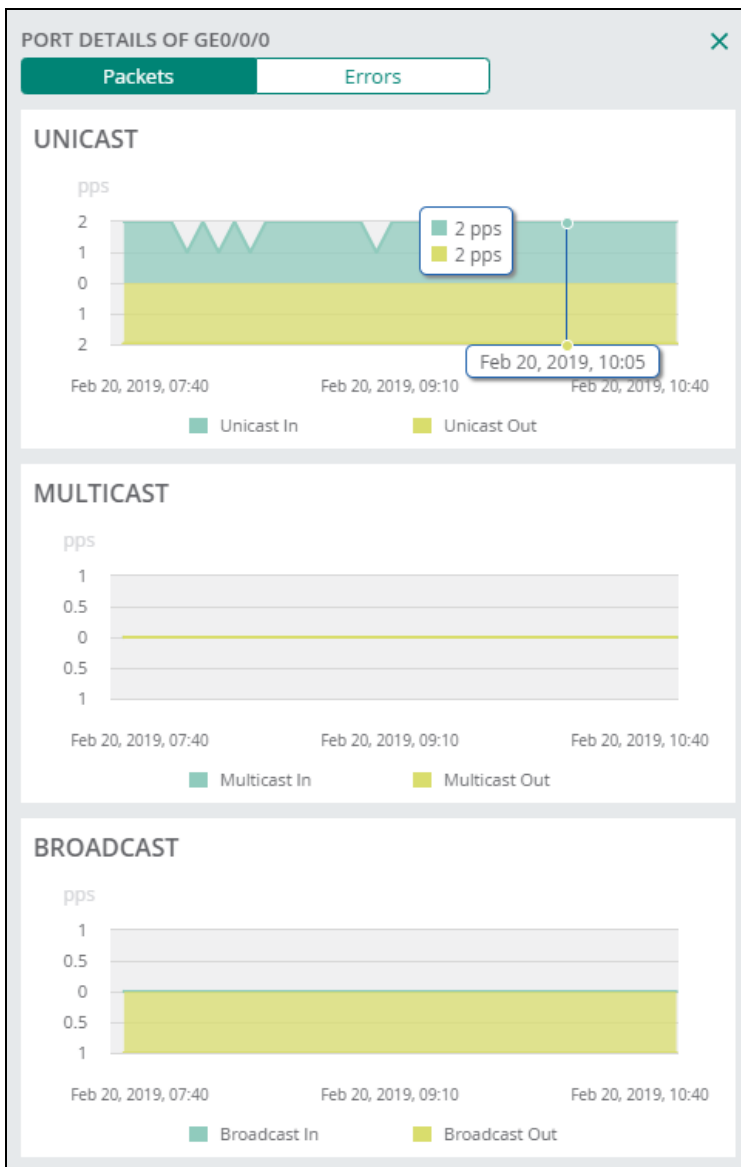 PORT DETAILS OF GE0/0/0
Packets Errors
UNICAST
pps
2
1
0
1
2
2 pps
2 pps
Feb 20, 2019, 10:05
Feb 20, 2019, 07:40 Feb 20, 2019, 09:10 Feb 20, 2019, 10:40
Unicast In Unicast Out
MULTICAST
pps
1
0.5
0
0.5
1
Feb 20, 2019, 07:40 Feb 20, 2019, 09:10 Feb 20, 2019, 10:40
Multicast In Multicast Out
BROADCAST
pps
1
0.5
0
0.5
1
Feb 20, 2019, 07:40 Feb 20, 2019, 09:10 Feb 20, 2019, 10:40
Broadcast In Broadcast Out